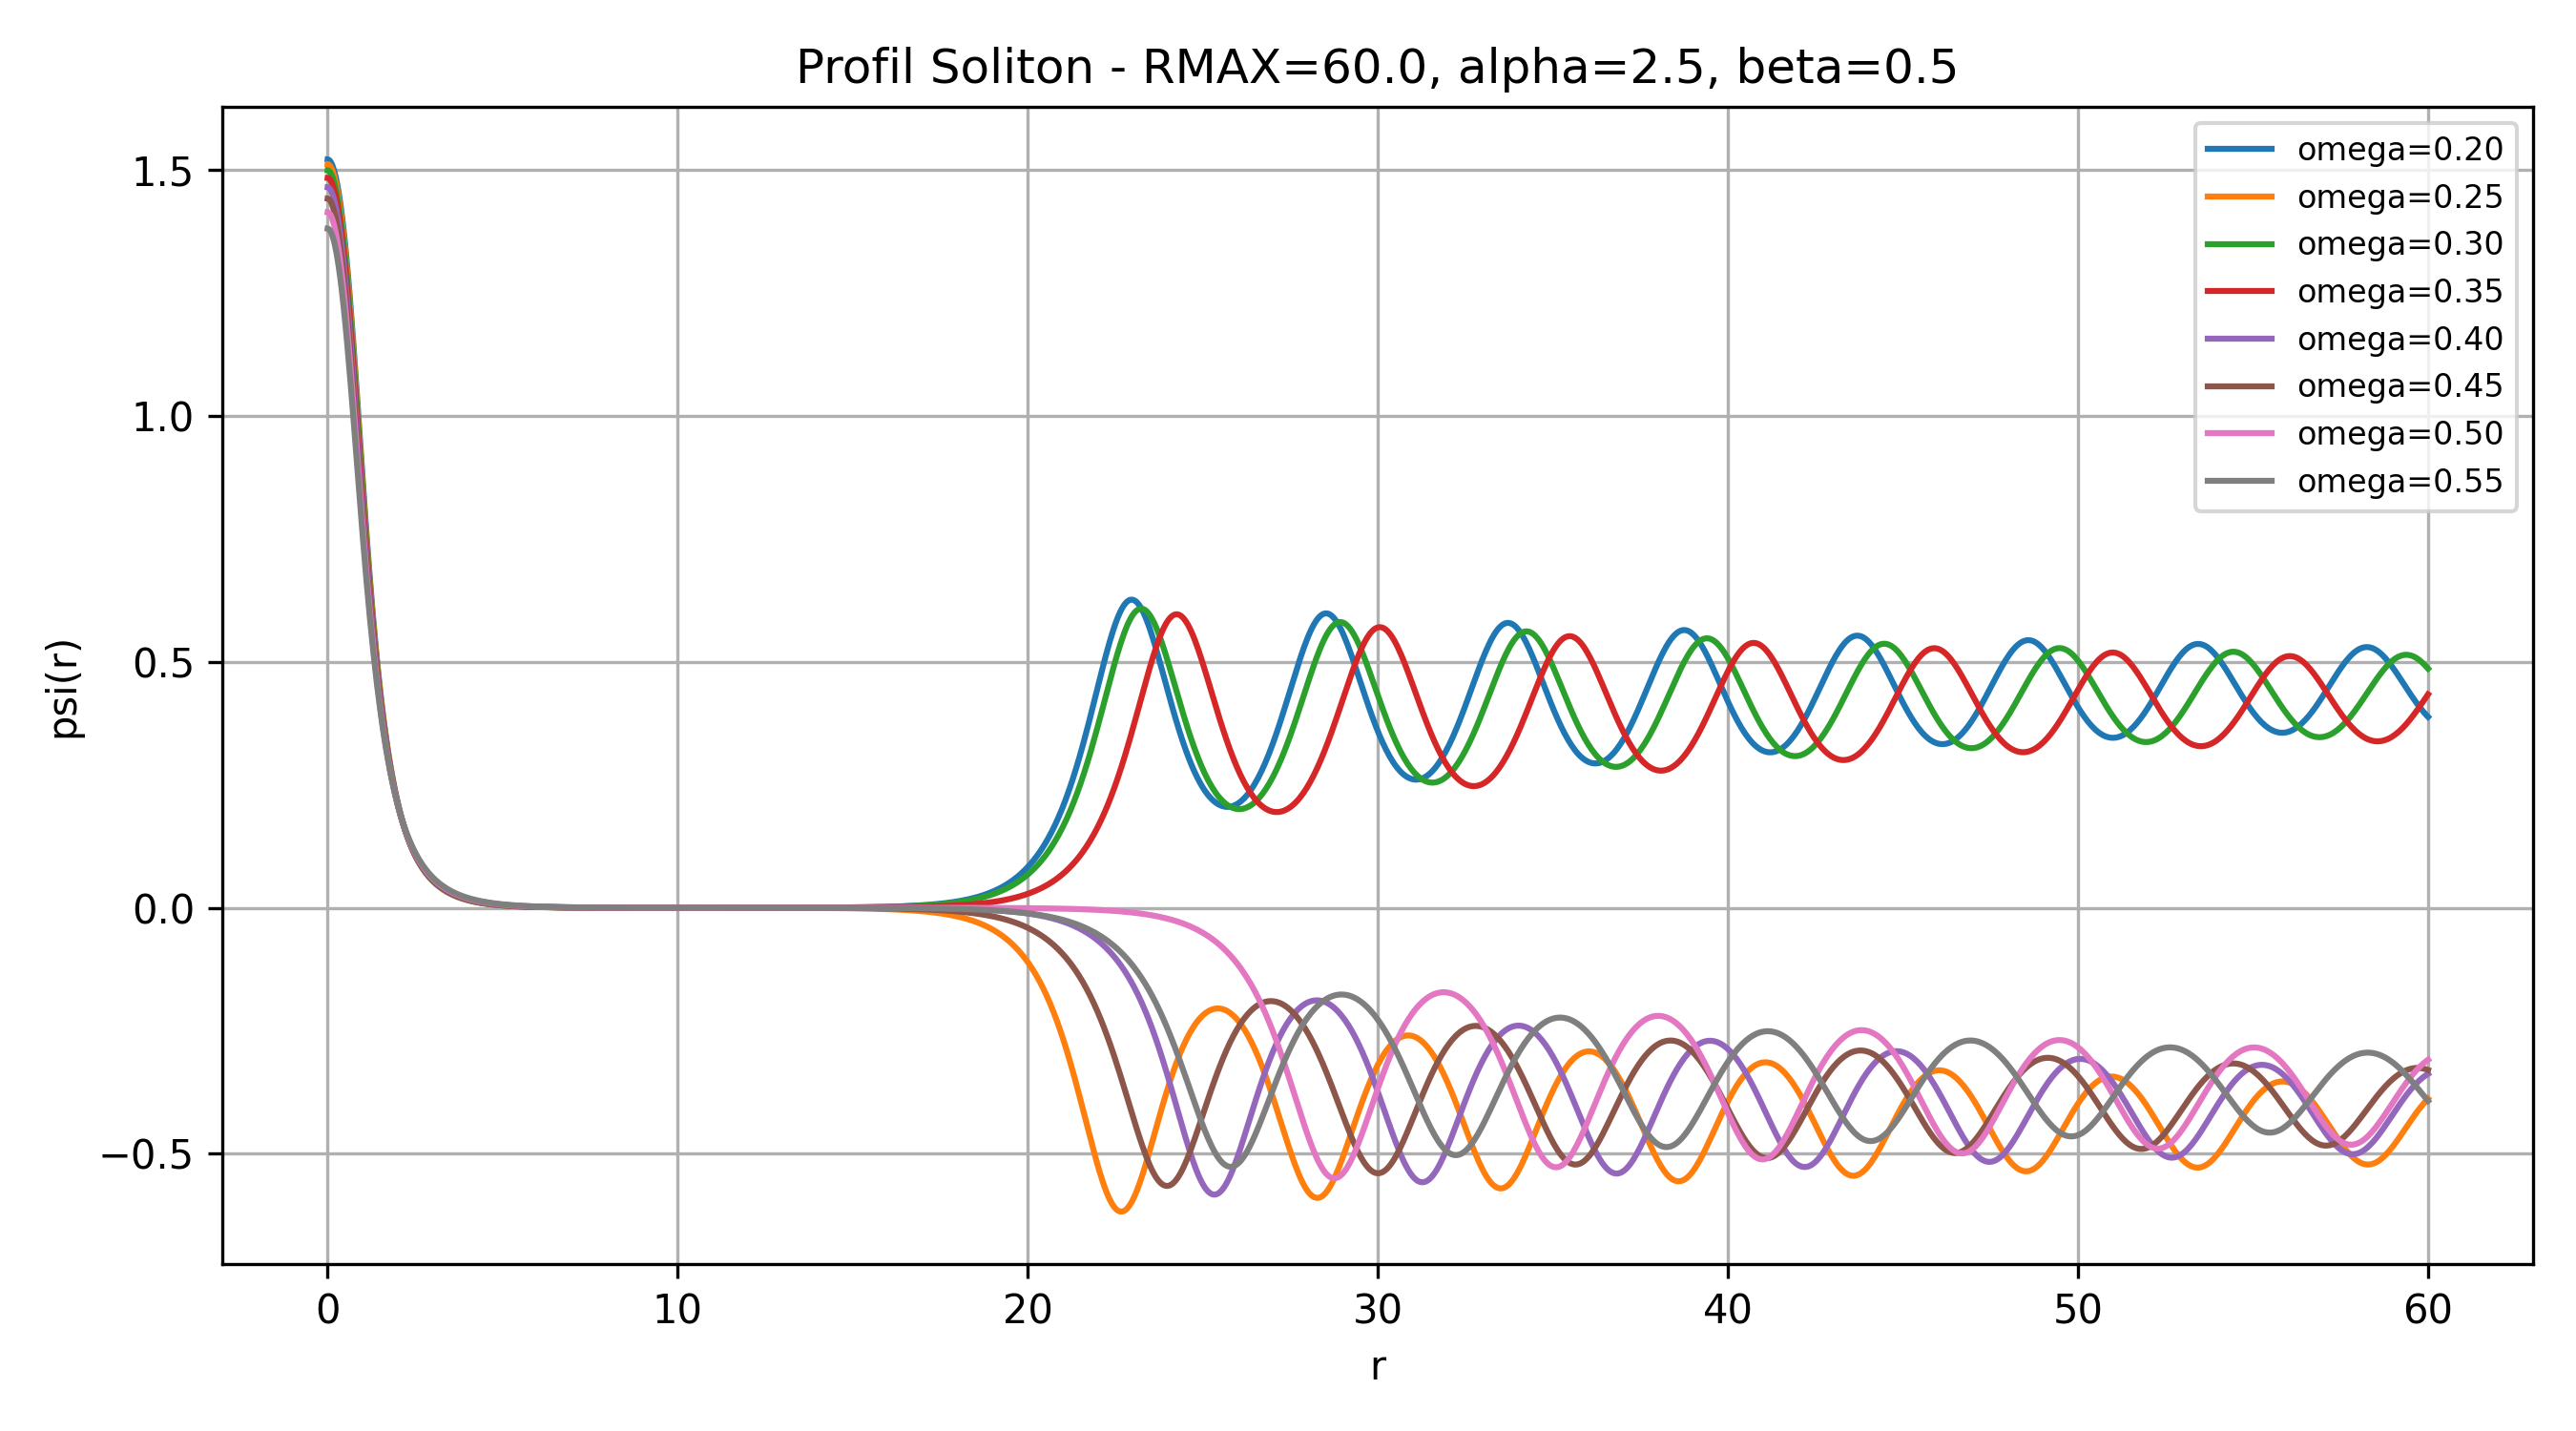 Profil Soliton - RMAX=60.0, alpha=2.5, beta=0.5
omega=0.20
omega=0.25
omega=0.30
omega=0.35
omega=0.40
omega=0.45
omega=0.50
omega=0.55
psi(r)
1.5
1.0
0.5
0.0
−0.5
0 10 20 30 40 50 60
r